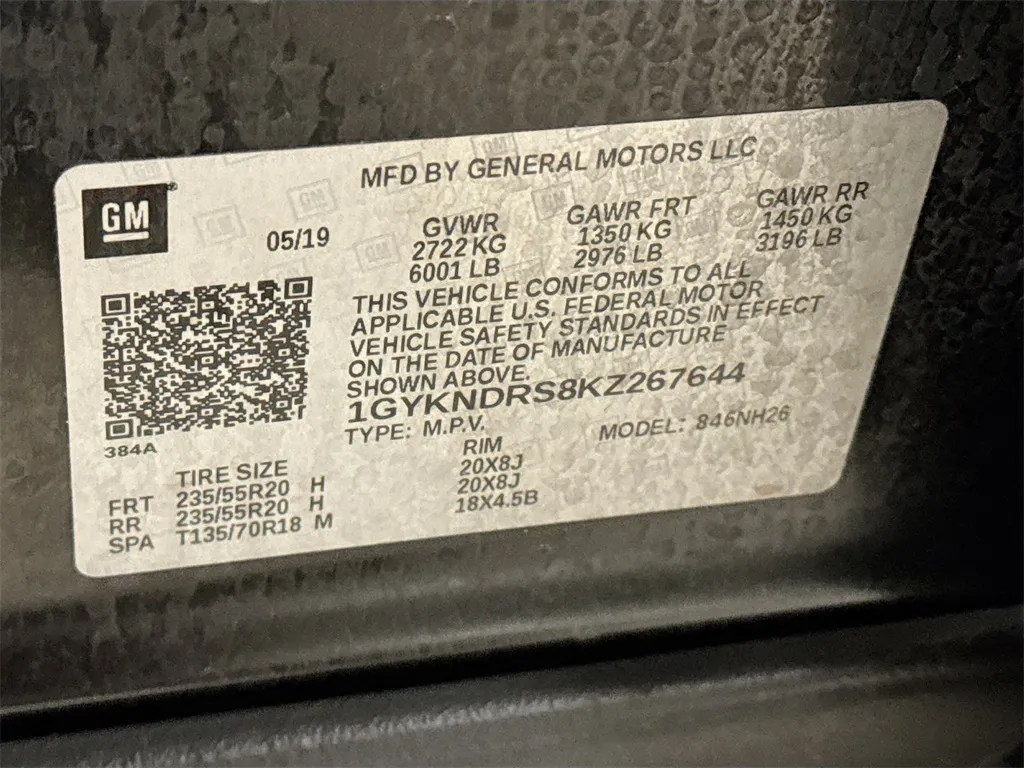 MFD BY GENERAL MOTORS LLC
GM
05/19
GVWR
2722 KG
6001 LB
GAWR FRT
1350 KG
2976 LB
GAWR RR
1450 KG
3196 LB
THIS VEHICLE CONFORMS TO ALL
APPLICABLE U.S. FEDERAL MOTOR
VEHICLE SAFETY STANDARDS IN EFFECT
ON THE DATE OF MANUFACTURE
SHOWN ABOVE.
1GYKNDRS8KZ267644
TYPE: M.P.V.
MODEL: 846NH26
384A
TIRE SIZE
RIM
FRT 235/55R20 H 20X8J
RR 235/55R20 H 20X8J
SPA T135/70R18 M 18X4.5B